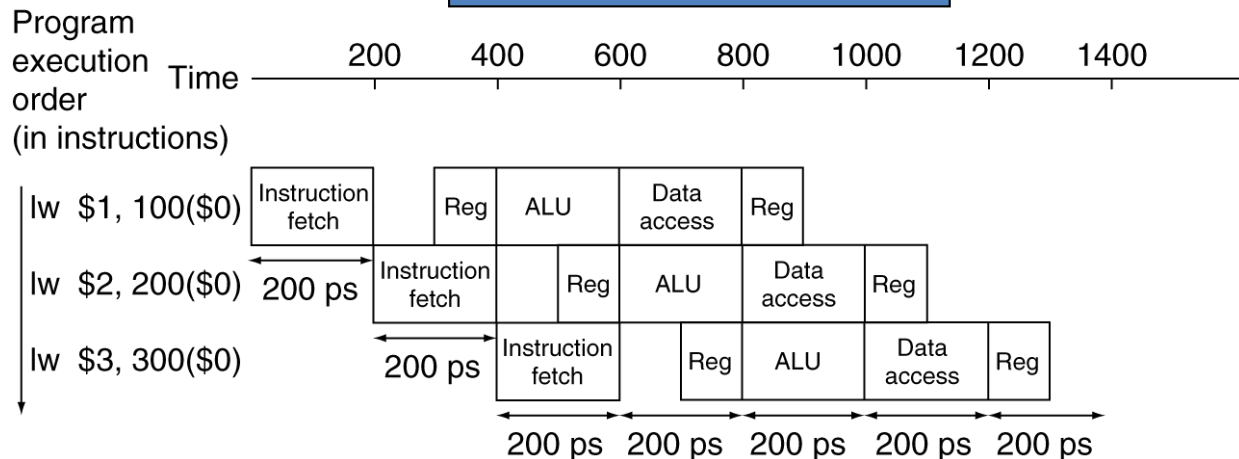 Program
execution
order
(in instructions)
Time
200 400 600 800 1000 1200 1400
lw $1, 100($0)
Instruction
fetch
Reg
ALU
Data
access
Reg
200 ps
lw $2, 200($0)
Instruction
fetch
Reg
ALU
Data
access
Reg
200 ps
lw $3, 300($0)
Instruction
fetch
Reg
ALU
Data
access
Reg
200 ps 200 ps 200 ps 200 ps 200 ps